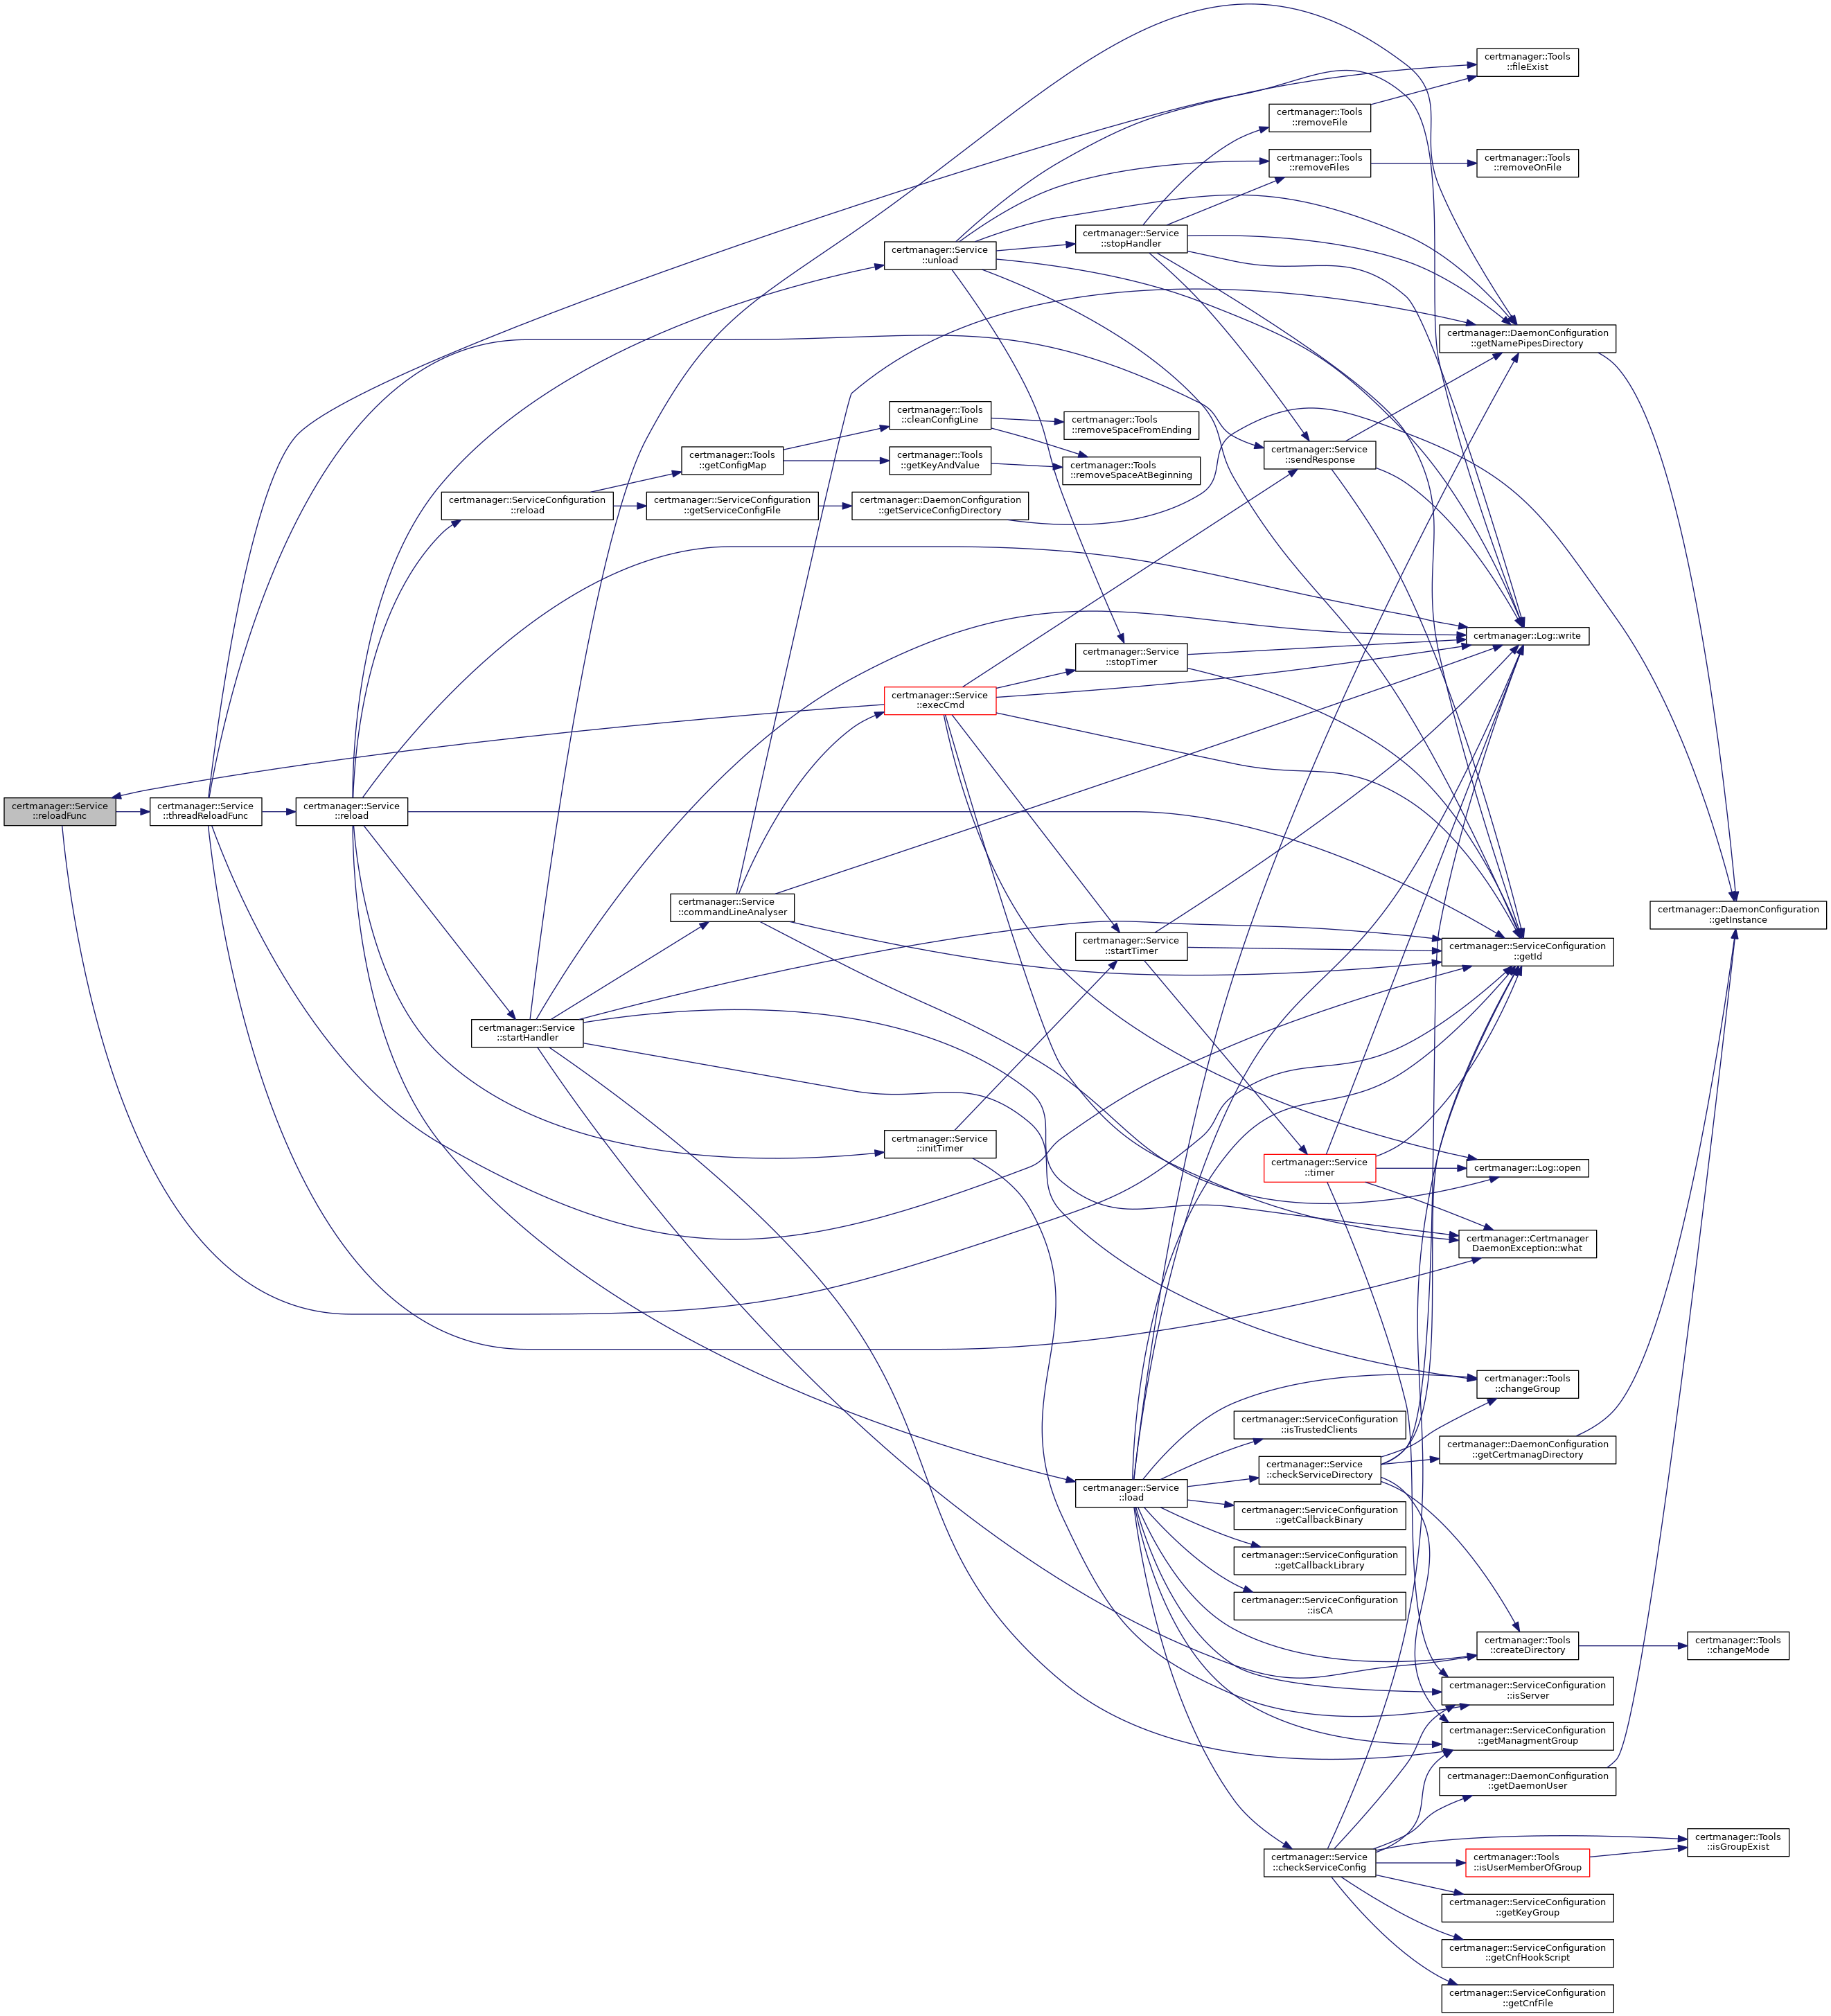 certmanager::Tools
::fileExist
certmanager::Tools
::removeFile
certmanager::Tools
::removeFiles
certmanager::Tools
::removeOnFile
certmanager::Service
::stopHandler
certmanager::Service
::unload
certmanager::DaemonConfiguration
::getNamePipesDirectory
certmanager::Tools
::cleanConfigLine
certmanager::Tools
::removeSpaceFromEnding
certmanager::Service
::sendResponse
certmanager::Tools
::getConfigMap
certmanager::Tools
::getKeyAndValue
certmanager::Tools
::removeSpaceAtBeginning
certmanager::ServiceConfiguration
::reload
certmanager::ServiceConfiguration
::getServiceConfigFile
certmanager::DaemonConfiguration
::getServiceConfigDirectory
certmanager::Log::write
certmanager::Service
::stopTimer
certmanager::Service
::execCmd
certmanager::Service
::reloadFunc
certmanager::Service
::threadReloadFunc
certmanager::Service
::reload
certmanager::Service
::commandLineAnalyser
certmanager::DaemonConfiguration
::getInstance
certmanager::Service
::startTimer
certmanager::ServiceConfiguration
::getId
certmanager::Service
::startHandler
certmanager::Service
::initTimer
certmanager::Service
::timer
certmanager::Log::open
certmanager::Certmanager
DaemonException::what
certmanager::Tools
::changeGroup
certmanager::ServiceConfiguration
::isTrustedClients
certmanager::DaemonConfiguration
::getCertmanagDirectory
certmanager::Service
::checkServiceDirectory
certmanager::Service
::load
certmanager::ServiceConfiguration
::getCallbackBinary
certmanager::ServiceConfiguration
::getCallbackLibrary
certmanager::ServiceConfiguration
::isCA
certmanager::Tools
::createDirectory
certmanager::Tools
::changeMode
certmanager::ServiceConfiguration
::isServer
certmanager::ServiceConfiguration
::getManagmentGroup
certmanager::DaemonConfiguration
::getDaemonUser
certmanager::Tools
::isGroupExist
certmanager::Service
::checkServiceConfig
certmanager::Tools
::isUserMemberOfGroup
certmanager::ServiceConfiguration
::getKeyGroup
certmanager::ServiceConfiguration
::getCnfHookScript
certmanager::ServiceConfiguration
::getCnfFile